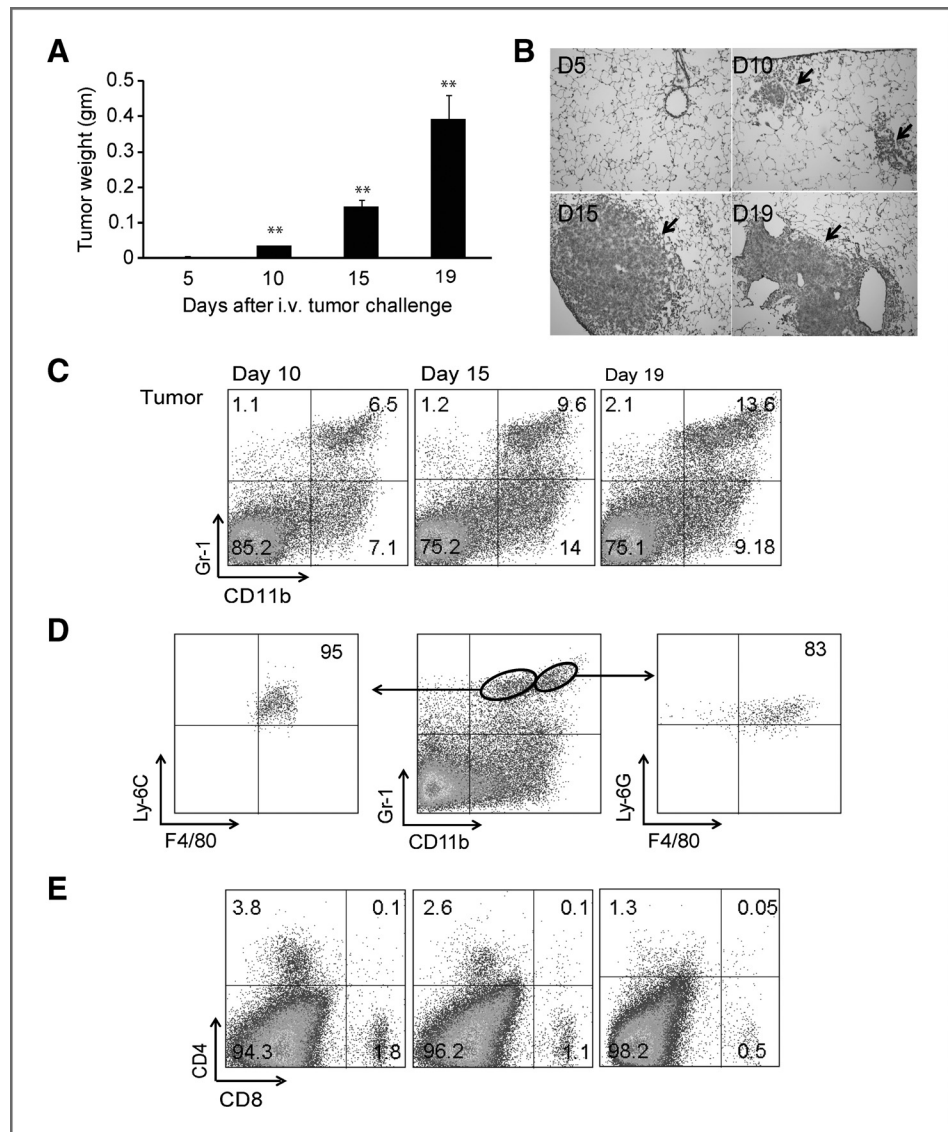 A
Tumor weight (gm)
0.5
0.4
0.3
0.2
0.1
0
**
**
**
5 10 15 19
Days after i.v. tumor challenge
B
D5
D10
D15
D19
C
Tumor
Day 10
Day 15
Day 19
1.1 6.5
85.2 7.1
1.2 9.6
75.2 14
2.1 13.6
75.1 9.18
Gr-1
CD11b
D
95
Ly-6C
F4/80
Gr-1
CD11b
83
Ly-6G
F4/80
E
3.8 0.1
94.3 1.8
2.6 0.1
96.2 1.1
1.3 0.05
98.2 0.5
CD4
CD8